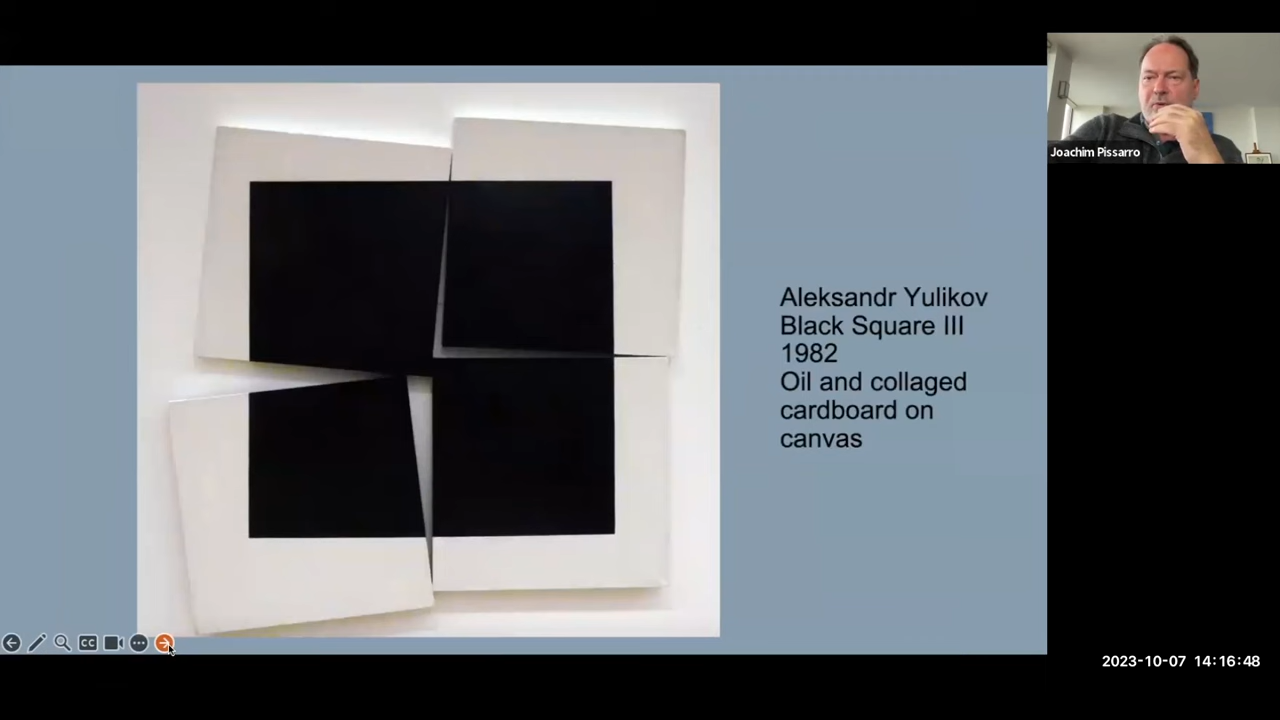 Joachim Pissarro
Aleksandr Yulikov
Black Square III
1982
Oil and collaged
cardboard on
canvas
CC
2023-10-07 14:16:48